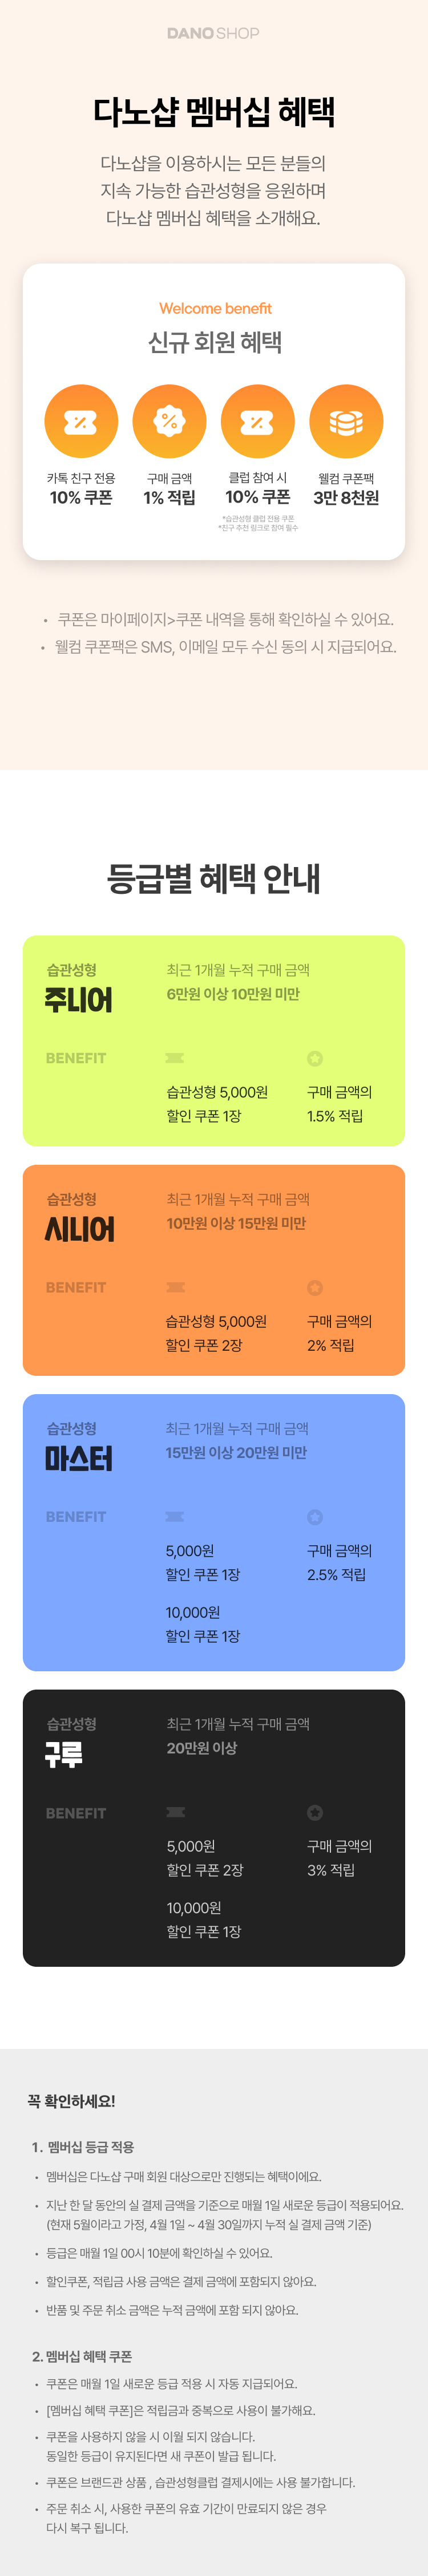 DANO SHOP
다노샵 멤버십 혜택
다노샵을 이용하시는 모든 분들의
지속 가능한 습관성형을 응원하며
다노샵 멤버십 혜택을 소개해요.
Welcome benefit
신규 회원 혜택
카톡 친구 전용
10% 쿠폰
구매 금액
1% 적립
클럽 참여 시
10% 쿠폰
*습관성형 클럽 전용 쿠폰
*친구 추천 링크로 참여 필수
웰컴 쿠폰팩
3만 8천원
• 쿠폰은 마이페이지>쿠폰 내역을 통해 확인하실 수 있어요.
• 웰컴 쿠폰팩은 SMS, 이메일 모두 수신 동의 시 지급되어요.
등급별 혜택 안내
습관성형
주니어
최근 1개월 누적 구매 금액
6만원 이상 10만원 미만
BENEFIT
습관성형 5,000원
할인 쿠폰 1장
구매 금액의
1.5% 적립
습관성형
시니어
최근 1개월 누적 구매 금액
10만원 이상 15만원 미만
BENEFIT
습관성형 5,000원
할인 쿠폰 2장
구매 금액의
2% 적립
습관성형
마스터
최근 1개월 누적 구매 금액
15만원 이상 20만원 미만
BENEFIT
5,000원
할인 쿠폰 1장
10,000원
할인 쿠폰 1장
구매 금액의
2.5% 적립
습관성형
구루
최근 1개월 누적 구매 금액
20만원 이상
BENEFIT
5,000원
할인 쿠폰 2장
10,000원
할인 쿠폰 1장
구매 금액의
3% 적립
꼭 확인하세요!
1. 멤버십 등급 적용
• 멤버십은 다노샵 구매 회원 대상으로만 진행되는 혜택이에요.
• 지난 한 달 동안의 실 결제 금액을 기준으로 매월 1일 새로운 등급이 적용되어요.
(현재 5월이라고 가정, 4월 1일 ~ 4월 30일까지 누적 실 결제 금액 기준)
• 등급은 매월 1일 00시 10분에 확인하실 수 있어요.
• 할인쿠폰, 적립금 사용 금액은 결제 금액에 포함되지 않아요.
• 반품 및 주문 취소 금액은 누적 금액에 포함 되지 않아요.
2. 멤버십 혜택 쿠폰
• 쿠폰은 매월 1일 새로운 등급 적용 시 자동 지급되어요.
• [멤버십 혜택 쿠폰]은 적립금과 중복으로 사용이 불가해요.
• 쿠폰을 사용하지 않을 시 이월 되지 않습니다.
동일한 등급이 유지된다면 새 쿠폰이 발급 됩니다.
• 쿠폰은 브랜드관 상품 , 습관성형클럽 결제시에는 사용 불가합니다.
• 주문 취소 시, 사용한 쿠폰의 유효 기간이 만료되지 않은 경우
다시 복구 됩니다.